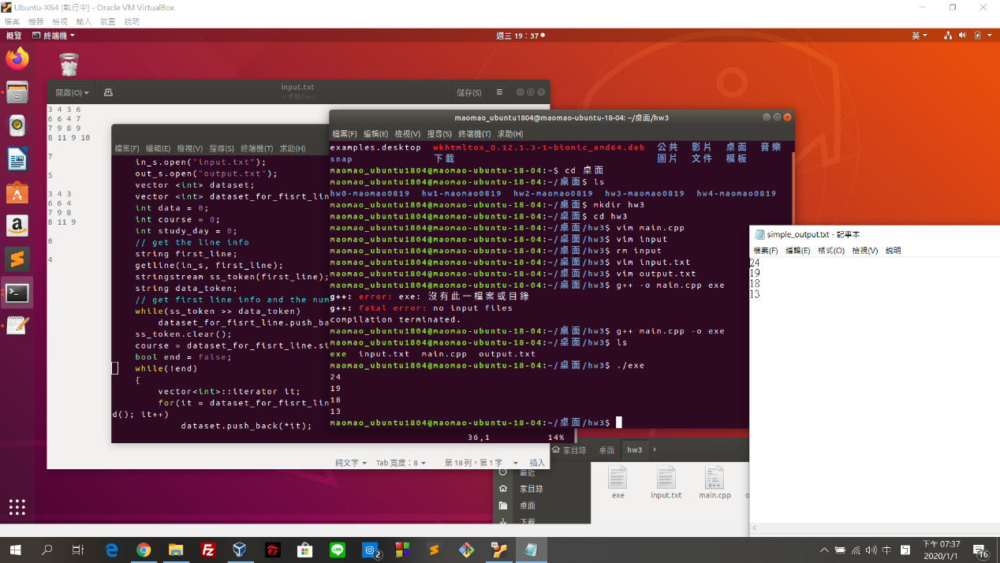 Ubuntu-X64 [執行中] - Oracle VM VirtualBox
檔案 機器 檢視 輸入 裝置 說明
概覽 終端機 週三 19：37 英
開啟(O) input.txt 儲存(S)
~/桌面/hw3
3 4 3 6
6 6 4 7
7 9 8 9
8 11 9 10
7
5
3 4 3
6 6 4
7 9 8
8 11 9
6
4
純文字 Tab 寬度：8 第 18 列，第 1 字 插入
檔案(F) 編輯(E) 檢視(V) 搜尋(S) 終端機(T) 求助(H)
in_s.open("input.txt");
out_s.open("output.txt");
vector <int> dataset;
vector <int> dataset_for_fisrt_lin
int data = 0;
int course = 0;
int study_day = 0;
// get the line info
string first_line;
getline(in_s, first_line);
stringstream ss_token(first_line);
string data_token;
// get first line info and the num
while(ss_token >> data_token)
dataset_for_fisrt_line.push_ba
ss_token.clear();
course = dataset_for_fisrt_line.si
bool end = false;
while(!end)
{
vector<int>::iterator it;
for(it = dataset_for_fisrt_lin
d(); it++)
dataset.push_back(*it);
36,1 14%
maomao_ubuntu1804@maomao-ubuntu-18-04: ~/桌面/hw3
檔案(F) 編輯(E) 檢視(V) 搜尋(S) 終端機(T) 求助(H)
examples.desktop wkhtmltox_0.12.1.3-1~bionic_amd64.deb 公共 影片 桌面 音樂
snap 下載 圖片 文件 模板
maomao_ubuntu1804@maomao-ubuntu-18-04:~$ cd 桌面
maomao_ubuntu1804@maomao-ubuntu-18-04:~/桌面$ ls
hw0-maomao0819 hw1-maomao0819 hw2-maomao0819 hw3-maomao0819 hw4-maomao0819
maomao_ubuntu1804@maomao-ubuntu-18-04:~/桌面$ mkdir hw3
maomao_ubuntu1804@maomao-ubuntu-18-04:~/桌面$ cd hw3
maomao_ubuntu1804@maomao-ubuntu-18-04:~/桌面/hw3$ vim main.cpp
maomao_ubuntu1804@maomao-ubuntu-18-04:~/桌面/hw3$ vim input
maomao_ubuntu1804@maomao-ubuntu-18-04:~/桌面/hw3$ rm input
maomao_ubuntu1804@maomao-ubuntu-18-04:~/桌面/hw3$ vim input.txt
maomao_ubuntu1804@maomao-ubuntu-18-04:~/桌面/hw3$ vim output.txt
maomao_ubuntu1804@maomao-ubuntu-18-04:~/桌面/hw3$ g++ -o main.cpp exe
g++: error: exe: 沒有此一檔案或目錄
g++: fatal error: no input files
compilation terminated.
maomao_ubuntu1804@maomao-ubuntu-18-04:~/桌面/hw3$ g++ main.cpp -o exe
maomao_ubuntu1804@maomao-ubuntu-18-04:~/桌面/hw3$ ls
exe input.txt main.cpp output.txt
maomao_ubuntu1804@maomao-ubuntu-18-04:~/桌面/hw3$ ./exe
24
19
18
13
maomao_ubuntu1804@maomao-ubuntu-18-04:~/桌面/hw3$
家目錄 桌面 hw3
最近
家目錄
桌面
下載
exe input.txt main.cpp
simple_output.txt - 記事本
檔案(F) 編輯(E) 格式(O) 檢視(V) 說明
24
19
18
13
2 中 下午 07:37
2020/1/1 16